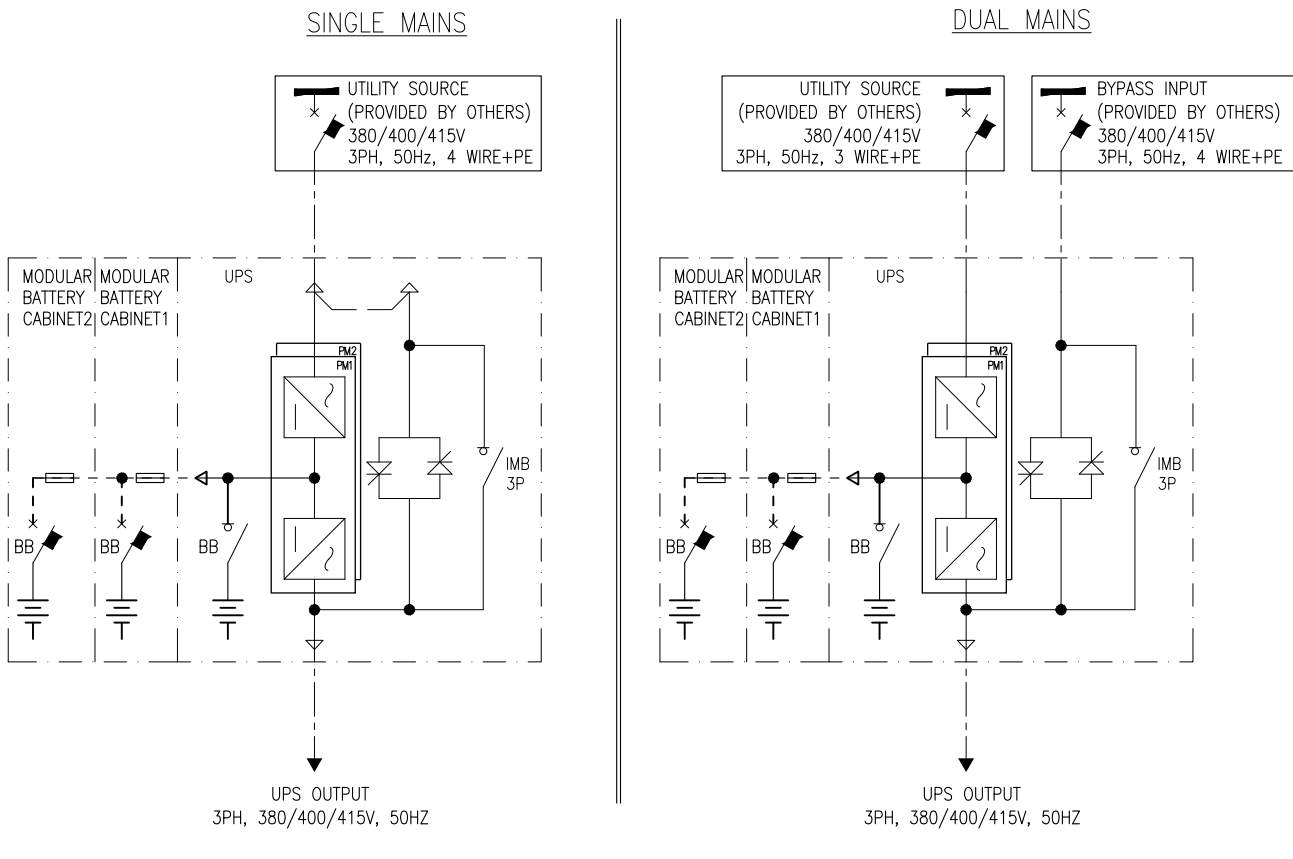 SINGLE MAINS
UTILITY SOURCE
(PROVIDED BY OTHERS)
380/400/415V
3PH, 50Hz, 4 WIRE+PE
MODULAR
BATTERY
CABINET2
MODULAR
BATTERY
CABINET1
UPS
PM2
PM1
IMB
3P
BB
BB
BB
UPS OUTPUT
3PH, 380/400/415V, 50HZ
DUAL MAINS
UTILITY SOURCE
(PROVIDED BY OTHERS)
380/400/415V
3PH, 50Hz, 3 WIRE+PE
BYPASS INPUT
(PROVIDED BY OTHERS)
380/400/415V
3PH, 50Hz, 4 WIRE+PE
MODULAR
BATTERY
CABINET2
MODULAR
BATTERY
CABINET1
UPS
PM2
PM1
IMB
3P
BB
BB
BB
UPS OUTPUT
3PH, 380/400/415V, 50HZ